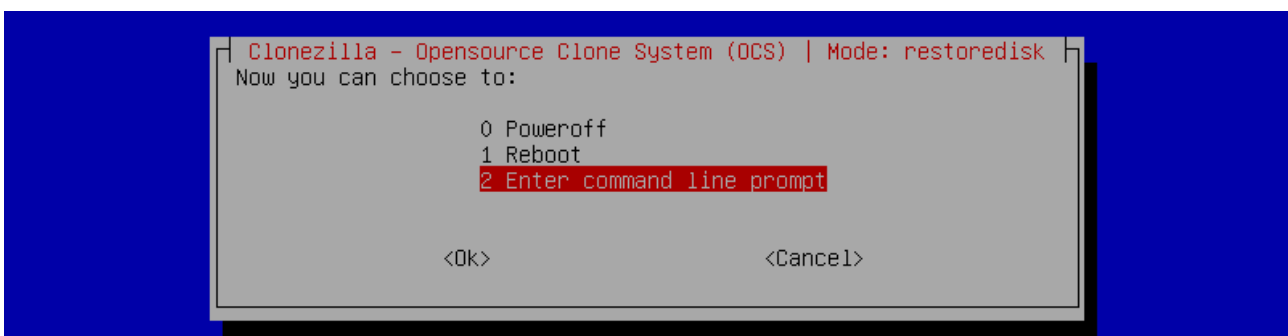 Clonezilla - Opensource Clone System (OCS) | Mode: restoredisk
Now you can choose to:
0 Poweroff
1 Reboot
2 Enter command line prompt
<Ok> <Cancel>